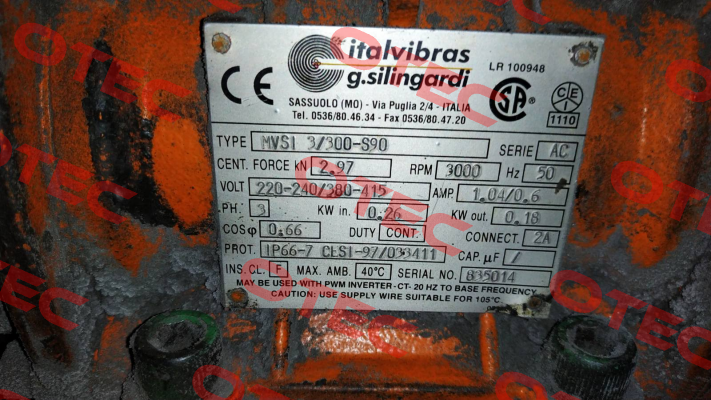 italvibras
g.silingardi
LR 100948
CE
SASSUOLO (MO) - Via Puglia 2/4 - ITALIA
Tel. 0536/80.46.34 - Fax 0536/80.47.20
SA
CEI
1110
TYPE MVSI 3/300-S90 SERIE AC
CENT. FORCE kN 2.97 RPM 3000 Hz 50
VOLT 220-240/380-415 AMP. 1.04/0.6
PH. 3 KW in. 0.26 KW out. 0.18
COSφ 0.66 DUTY CONT. CONNECT. 2A
PROT. IP66-7 CESI-97/033411 CAP. µF /
INS. CL. F MAX. AMB. 40°C SERIAL NO. 835014
MAY BE USED WITH PWM INVERTER -CT- 20 HZ TO BASE FREQUENCY
CAUTION: USE SUPPLY WIRE SUITABLE FOR 105°C.
OTEC